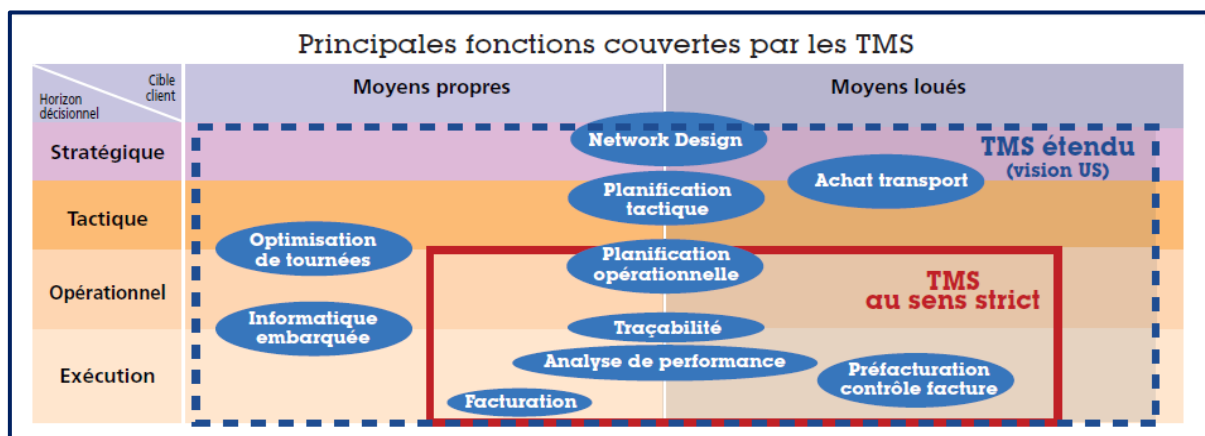 Principales fonctions couvertes par les TMS
Cible
client
Horizon
décisionnel
Moyens propres
Moyens loués
Stratégique
Network Design
TMS étendu
(vision US)
Achat transport
Tactique
Planification
tactique
Optimisation
de tournées
Opérationnel
Planification
opérationnelle
TMS
au sens strict
Informatique
embarquée
Traçabilité
Exécution
Analyse de performance
Préfacturation
contrôle facture
Facturation